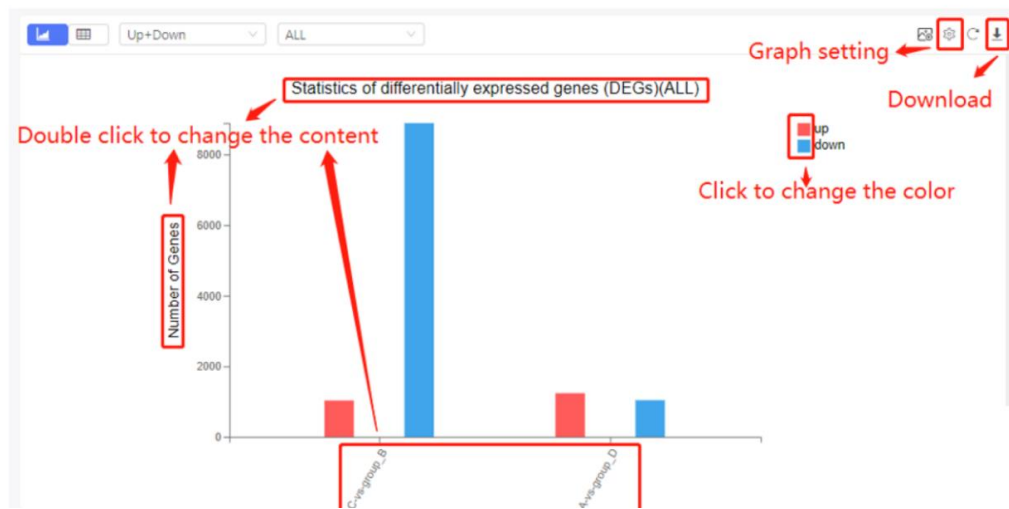 Up+Down
ALL
Graph setting
Download
Statistics of differentially expressed genes (DEGs)(ALL)
Double click to change the content
up
down
Click to change the color
Number of Genes
8000
6000
4000
2000
0
C-vs-group_B
A-vs-group_D